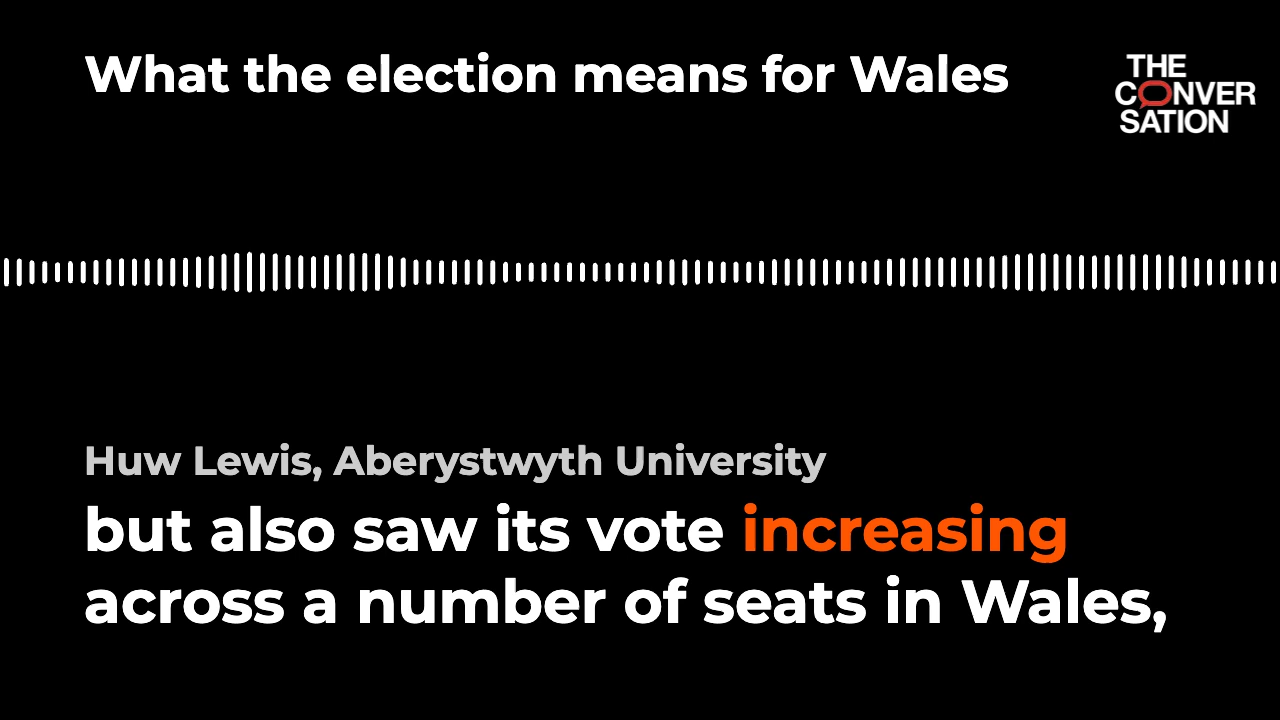 What the election means for Wales
THE
CONVER
SATION
Huw Lewis, Aberystwyth University
but also saw its vote increasing
across a number of seats in Wales,